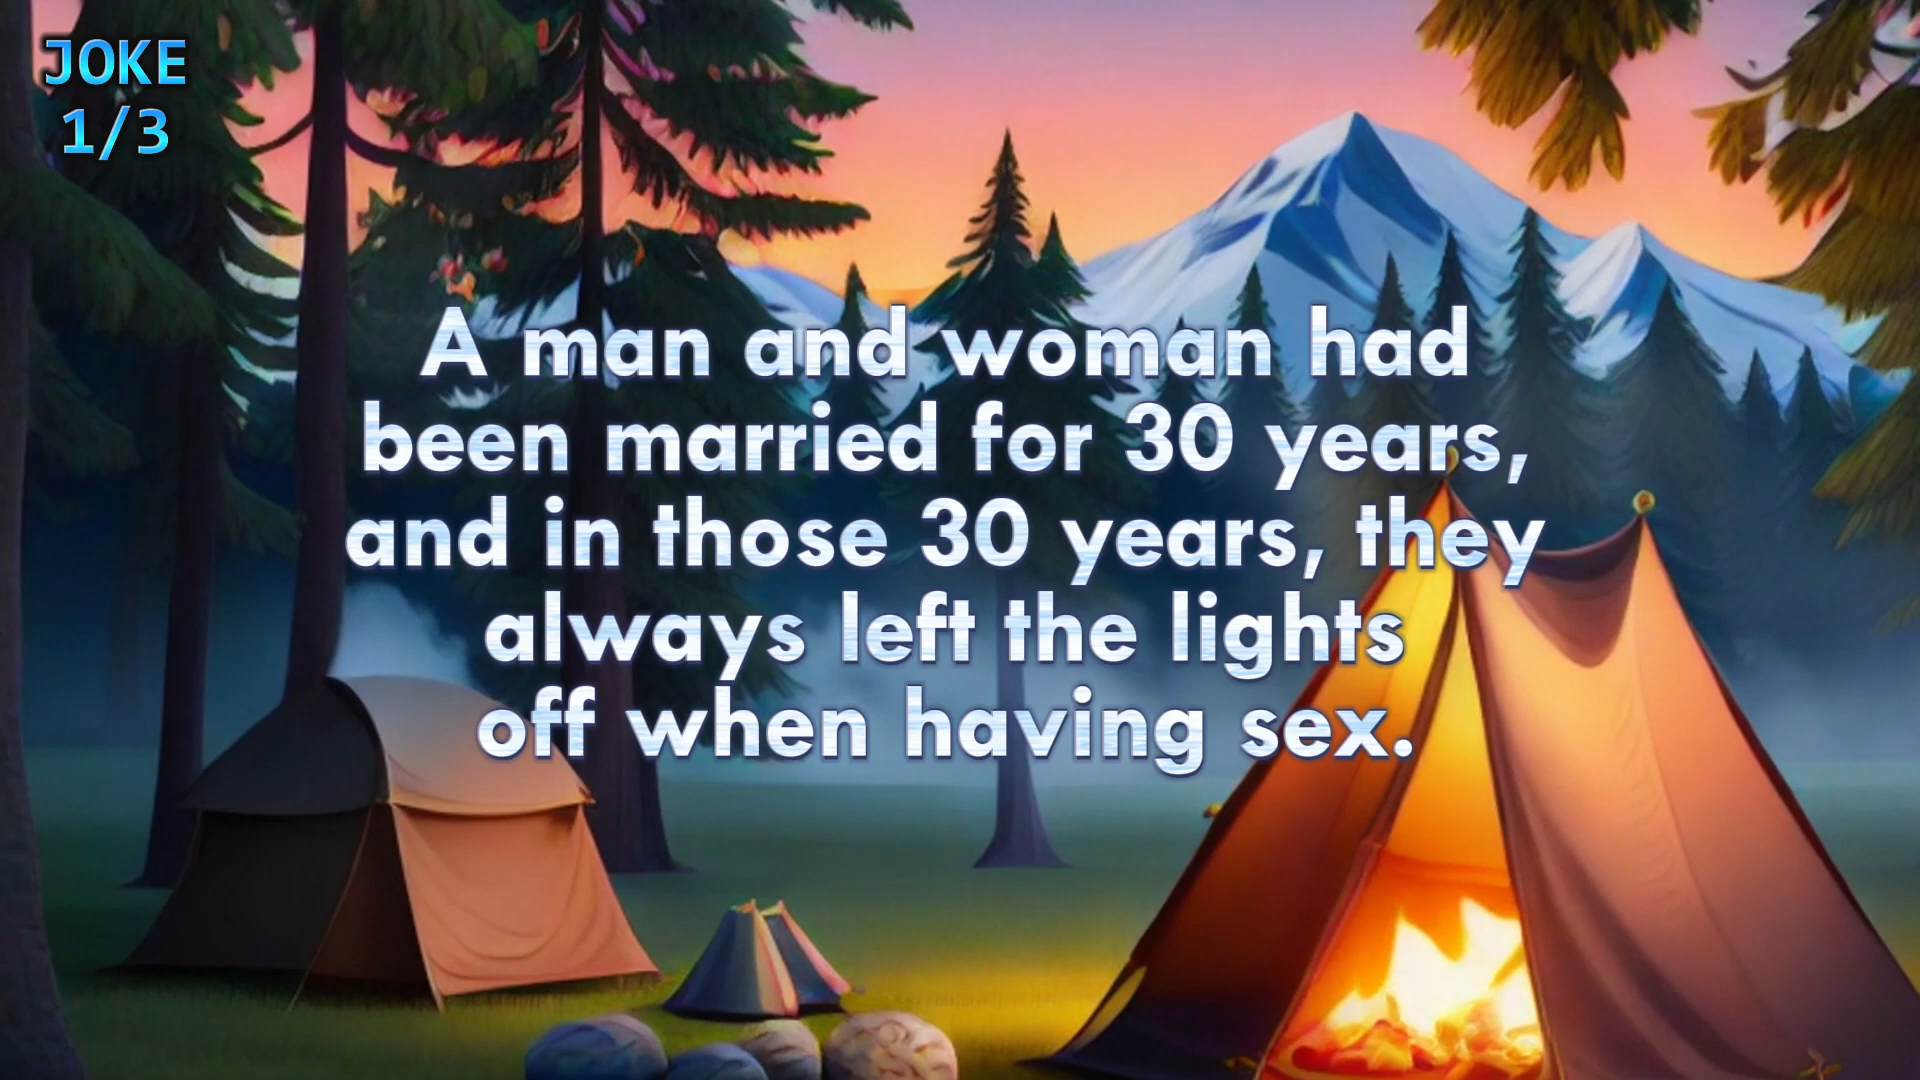 JOKE
1/3
A man and woman had
been married for 30 years,
and in those 30 years, they
always left the lights
off when having sex.